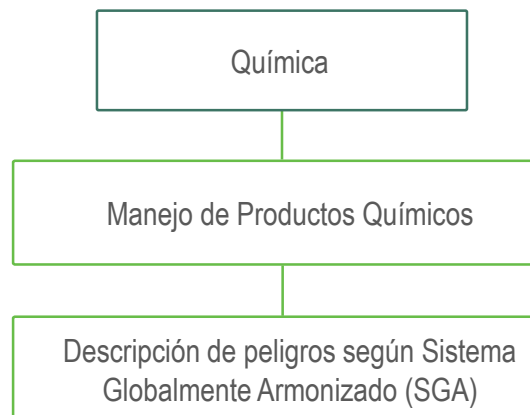 Química
Manejo de Productos Químicos
Descripción de peligros según Sistema
Globalmente Armonizado (SGA)